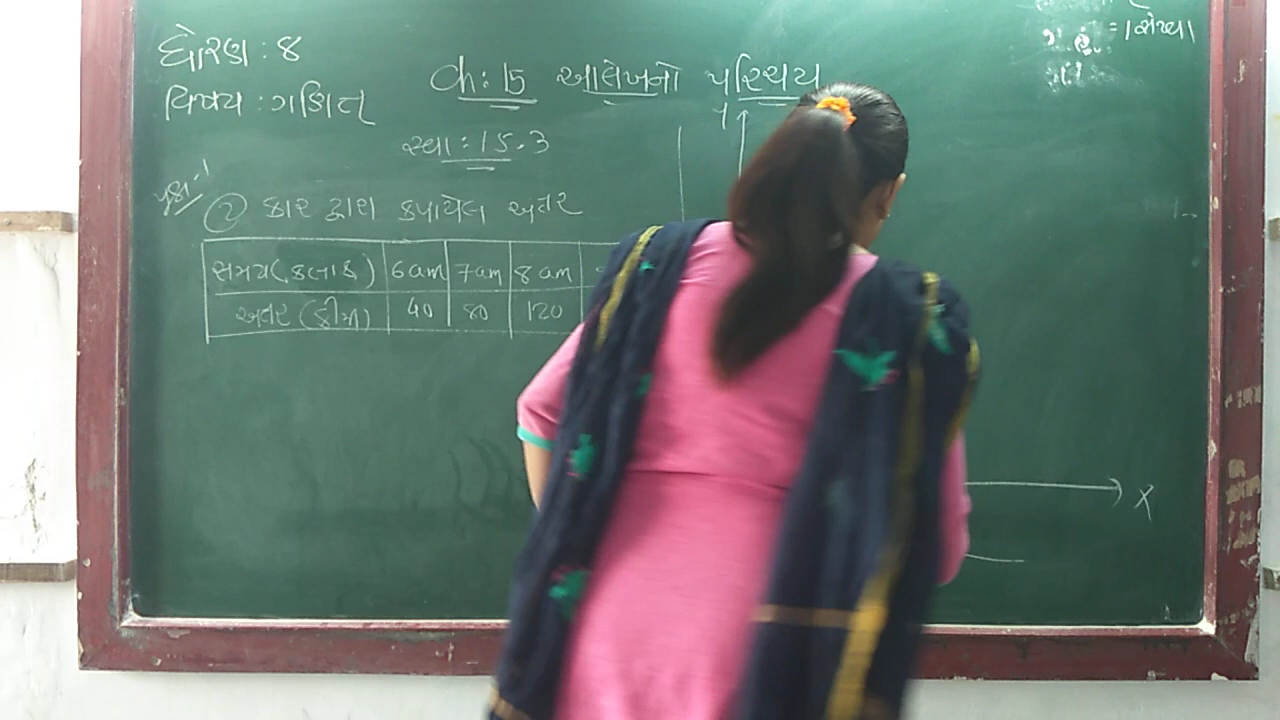 ધોરણ : ૪
વિષય : ગણિત
Ch: 15 આલેખનો પરિચય
સ્વા : 15.3
② કાર દ્વારા કપાયેલ અંતર
સમય (કલાક) 6 am 7 am 8 am
અંતર (કીમી) 40 80 120
Y
X